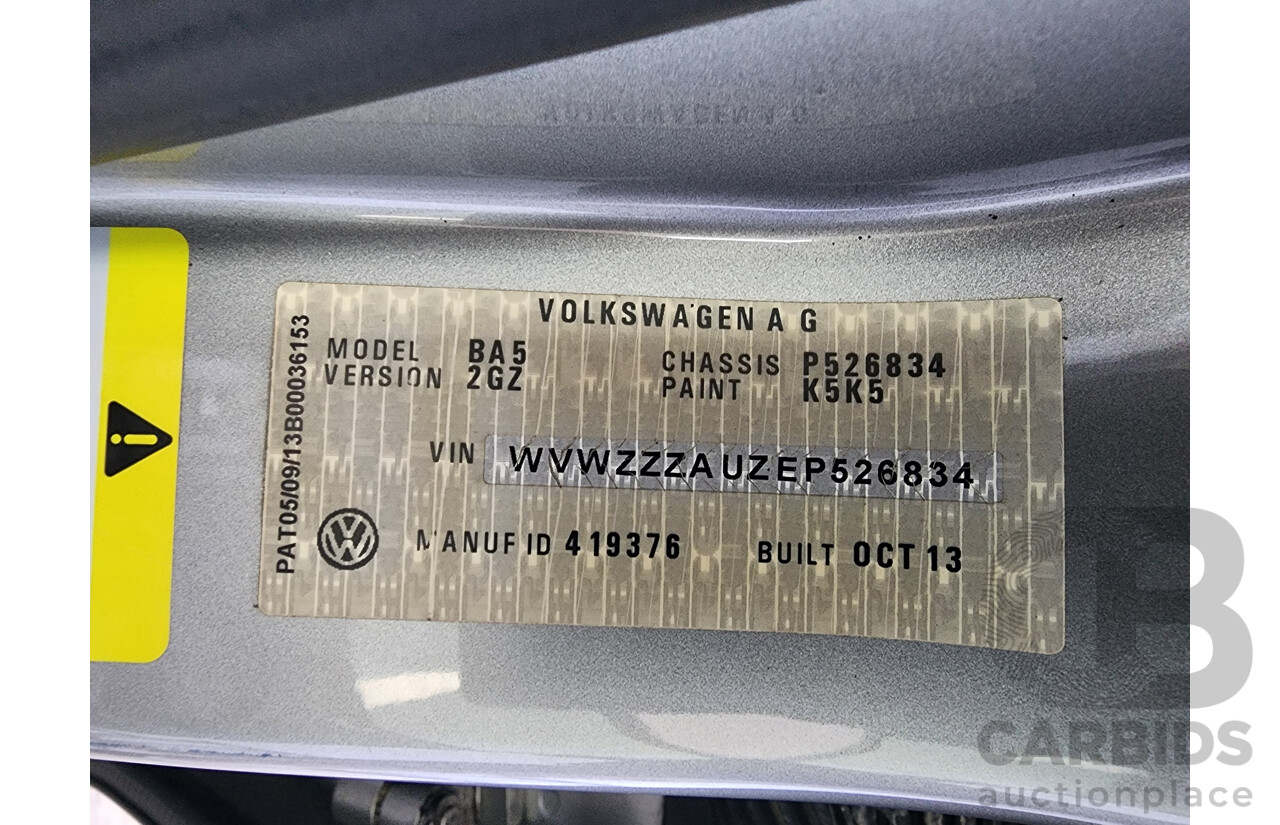 VOLKSWAGEN A G
MODEL BA5 CHASSIS P526834
VERSION 2GZ PAINT K5K5
VIN WVWZZZAUZEP526834
MANUF ID 419376 BUILT OCT 13
PAT05/09/13B00036153
B
CARBIDS
auctionplace